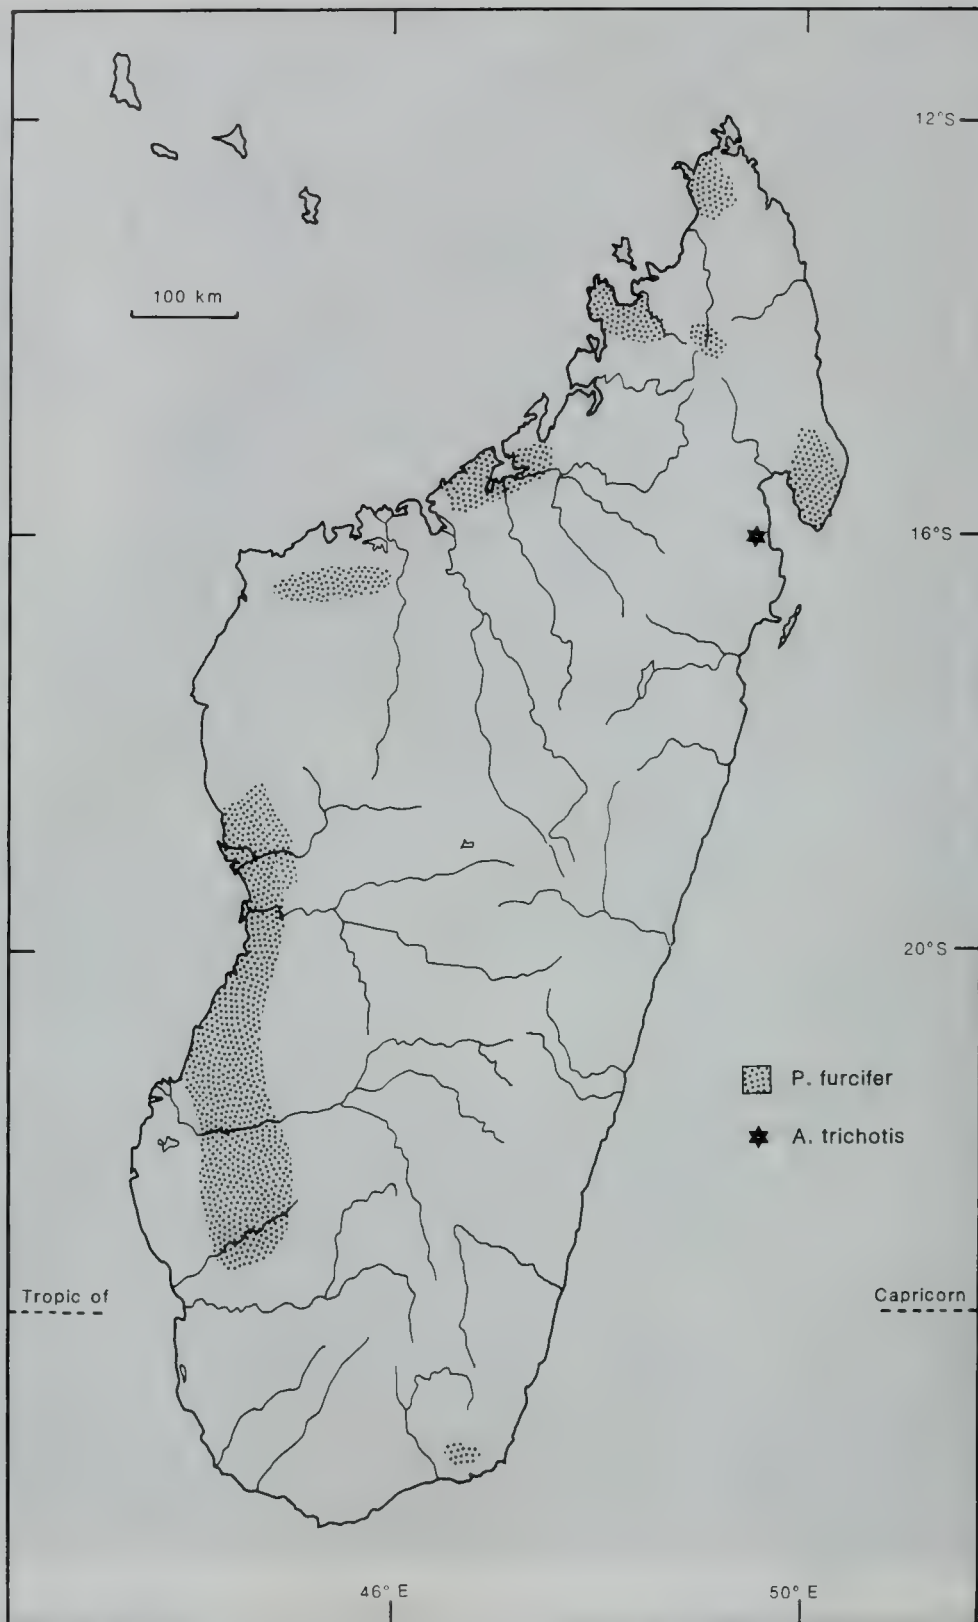 12°S
100 km
16°S
20°S
P. furcifer
A. trichotis
Tropic of
Capricorn
46° E
50° E